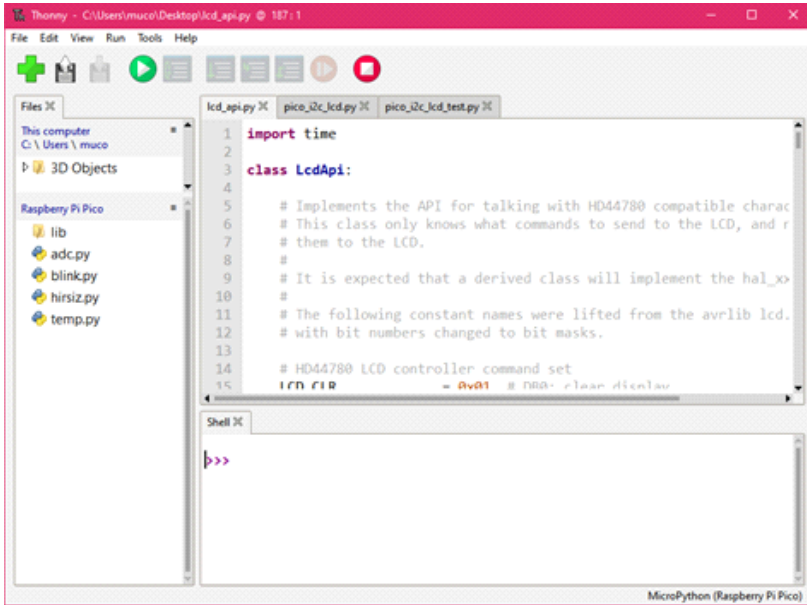 Thonny - C:\Users\muco\Desktop\lcd_api.py @ 187:1
File Edit View Run Tools Help
Files
lcd_api.py pico_i2c_lcd.py pico_i2c_lcd_test.py
This computer
C: \ Users \ muco
3D Objects
Raspberry Pi Pico
lib
adc.py
blink.py
hirsiz.py
temp.py
1 import time
2
3 class LcdApi:
4
5 # Implements the API for talking with HD44780 compatible charac
6 # This class only knows what commands to send to the LCD, and r
7 # them to the LCD.
8 #
9 # It is expected that a derived class will implement the hal_x
10 #
11 # The following constant names were lifted from the avrlib lcd.
12 # with bit numbers changed to bit masks.
13
14 # HD44780 LCD controller command set
15 LCD_CLR = 0x01 # DB0: clear display
Shell
>>>
MicroPython (Raspberry Pi Pico)